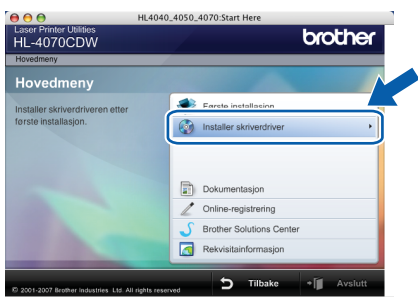 HL4040_4050_4070:Start Here
Laser Printer Utilities
HL-4070CDW
brother
Hovedmeny
Hovedmeny
Installer skriverdriveren etter
første installasjon.
Første installasjon
Installer skriverdriver
Dokumentasjon
Online-registrering
Brother Solutions Center
Rekvisitainformasjon
© 2001-2007 Brother Industries Ltd. All rights reserved
Tilbake
Avslutt